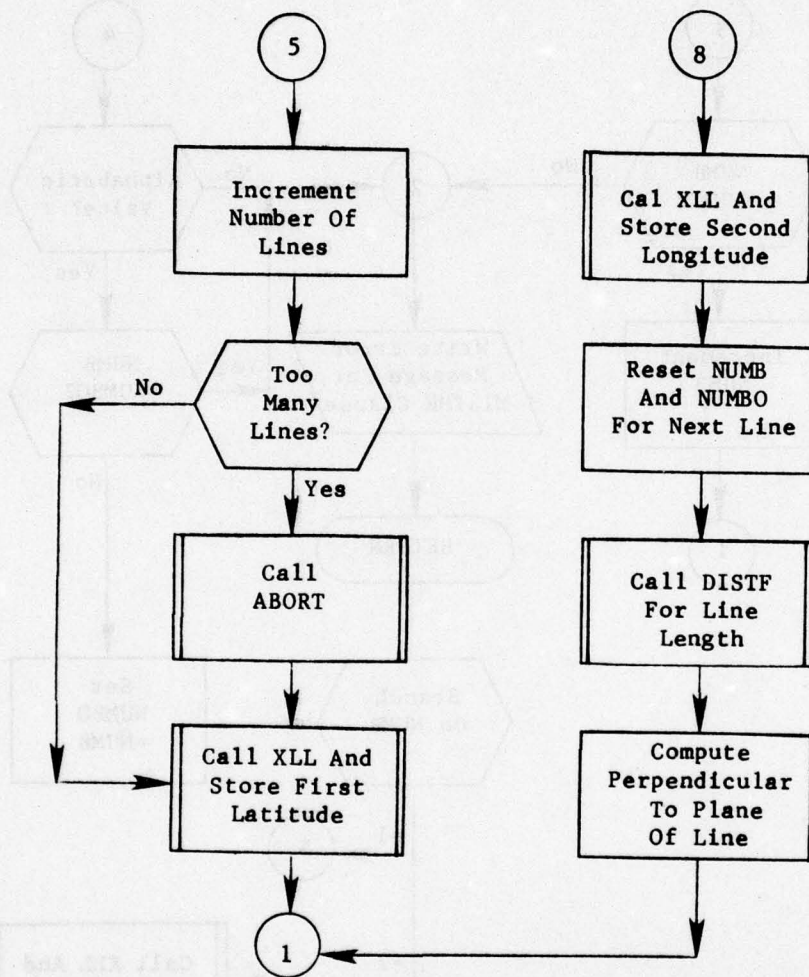 5
Increment
Number Of
Lines
Too
Many
Lines?
No
Yes
Call
ABORT
Call XLL And
Store First
Latitude
1
8
Cal XLL And
Store Second
Longitude
Reset NUMB
And NUMBO
For Next Line
Call DISTF
For Line
Length
Compute
Perpendicular
To Plane
Of Line